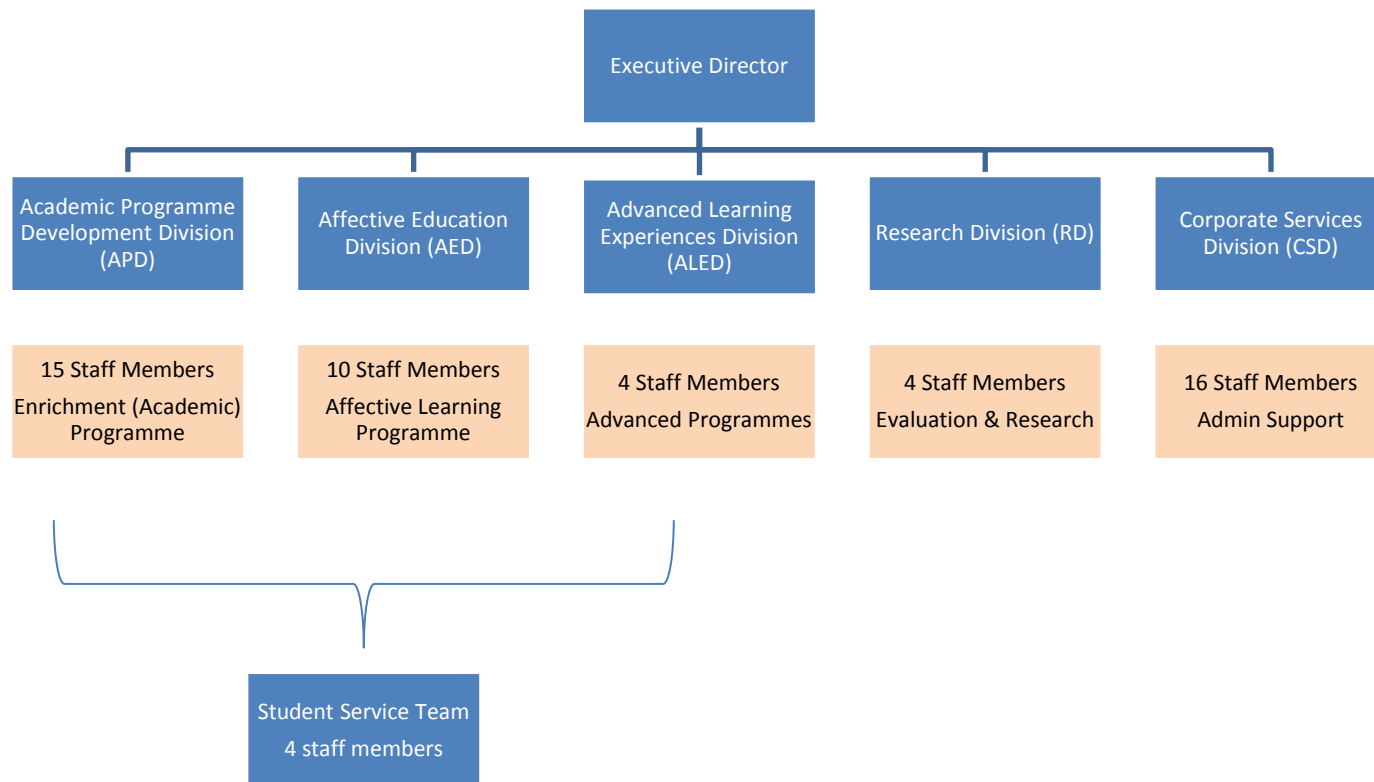 Executive Director
Academic Programme
Development Division
(APD)
Affective Education
Division (AED)
Advanced Learning
Experiences Division
(ALED)
Research Division (RD)
Corporate Services
Division (CSD)
15 Staff Members
Enrichment (Academic)
Programme
10 Staff Members
Affective Learning
Programme
4 Staff Members
Advanced Programmes
4 Staff Members
Evaluation & Research
16 Staff Members
Admin Support
Student Service Team
4 staff members